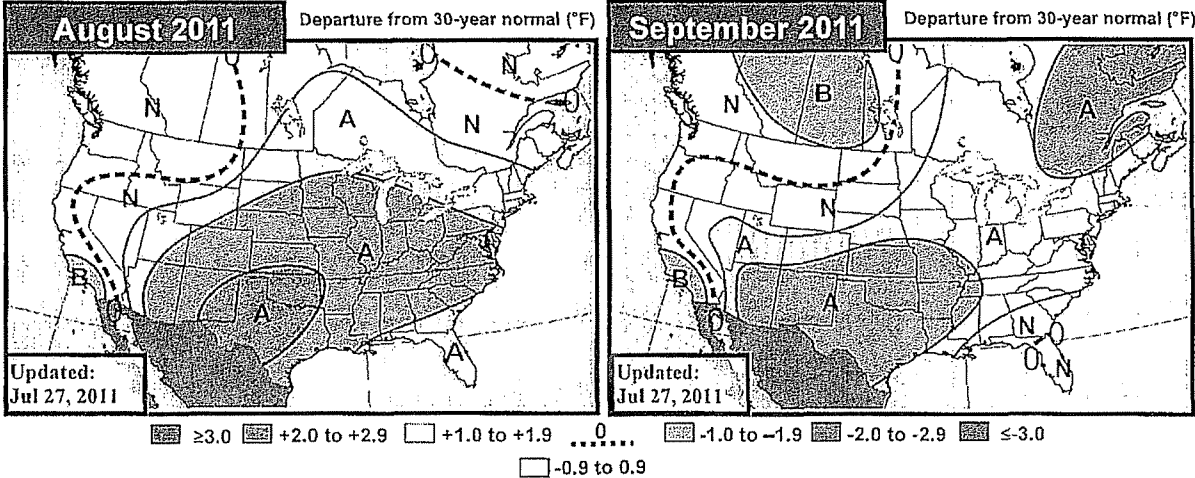 August 2011
Departure from 30-year normal (°F)
0
0
N
N
A
N
N
A
B
A
0
A
Updated:
Jul 27, 2011
September 2011
Departure from 30-year normal (°F)
0
B
N
A
N
A
A
B
A
0
N
0
0
N
Updated:
Jul 27, 2011
≥3.0
+2.0 to +2.9
+1.0 to +1.9
0
-1.0 to –1.9
-2.0 to -2.9
≤-3.0
-0.9 to 0.9